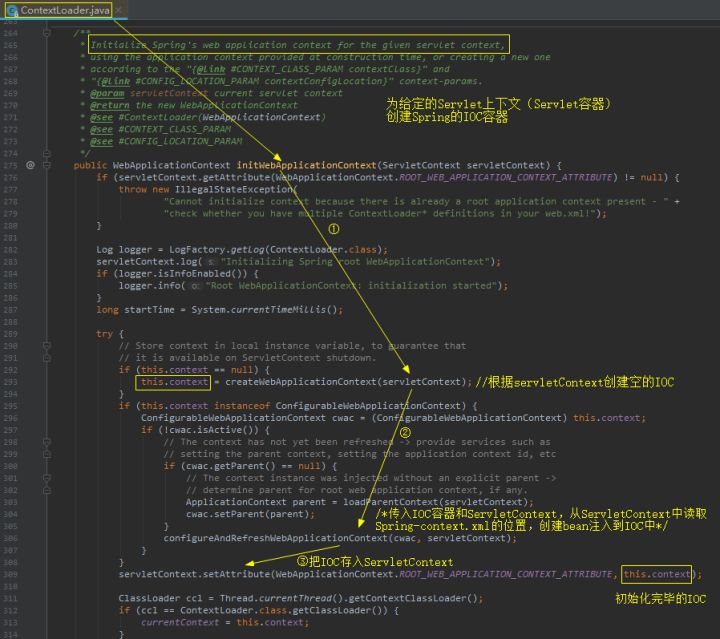 ContextLoader.java ×
263
264 /**
265 * Initialize Spring's web application context for the given servlet context,
266 * using the application context provided at construction time, or creating a new one
267 * according to the "{@link #CONTEXT_CLASS_PARAM contextClass}" and
268 * "{@link #CONFIG_LOCATION_PARAM contextConfigLocation}" context-params.
269 * @param servletContext current servlet context
270 * @return the new WebApplicationContext
271 * @see #ContextLoader(WebApplicationContext)
272 * @see #CONTEXT_CLASS_PARAM
273 * @see #CONFIG_LOCATION_PARAM
274 */
为给定的Servlet上下文（Servlet容器）
创建Spring的IOC容器
275 @ public WebApplicationContext initWebApplicationContext(ServletContext servletContext) {
276 if (servletContext.getAttribute(WebApplicationContext.ROOT_WEB_APPLICATION_CONTEXT_ATTRIBUTE) != null) {
277 throw new IllegalStateException(
278 "Cannot initialize context because there is already a root application context present - " +
279 "check whether you have multiple ContextLoader* definitions in your web.xml!");
280 }
①
281
282 Log logger = LogFactory.getLog(ContextLoader.class);
283 servletContext.log( s: "Initializing Spring root WebApplicationContext");
284 if (logger.isInfoEnabled()) {
285 logger.info( o: "Root WebApplicationContext: initialization started");
286 }
287 long startTime = System.currentTimeMillis();
288
289 try {
290 // Store context in local instance variable, to guarantee that
291 // it is available on ServletContext shutdown.
292 if (this.context == null) {
293 this.context = createWebApplicationContext(servletContext); //根据servletContext创建空的IOC
294 }
295 if (this.context instanceof ConfigurableWebApplicationContext) {
296 ConfigurableWebApplicationContext cwac = (ConfigurableWebApplicationContext) this.context;
297 if (!cwac.isActive()) {
②
298 // The context has not yet been refreshed -> provide services such as
299 // setting the parent context, setting the application context id, etc
300 if (cwac.getParent() == null) {
301 // The context instance was injected without an explicit parent ->
302 // determine parent for root web application context, if any.
303 ApplicationContext parent = loadParentContext(servletContext);
304 cwac.setParent(parent);
305 }
/*传入IOC容器和ServletContext，从ServletContext中读取
Spring-context.xml的位置，创建bean注入到IOC中*/
306 configureAndRefreshWebApplicationContext(cwac, servletContext);
307 }
308 }
③把IOC存入ServletContext
309 servletContext.setAttribute(WebApplicationContext.ROOT_WEB_APPLICATION_CONTEXT_ATTRIBUTE, this.context);
310
初始化完毕的IOC
311 ClassLoader ccl = Thread.currentThread().getContextClassLoader();
312 if (ccl == ContextLoader.class.getClassLoader()) {
313 currentContext = this.context;
314 }